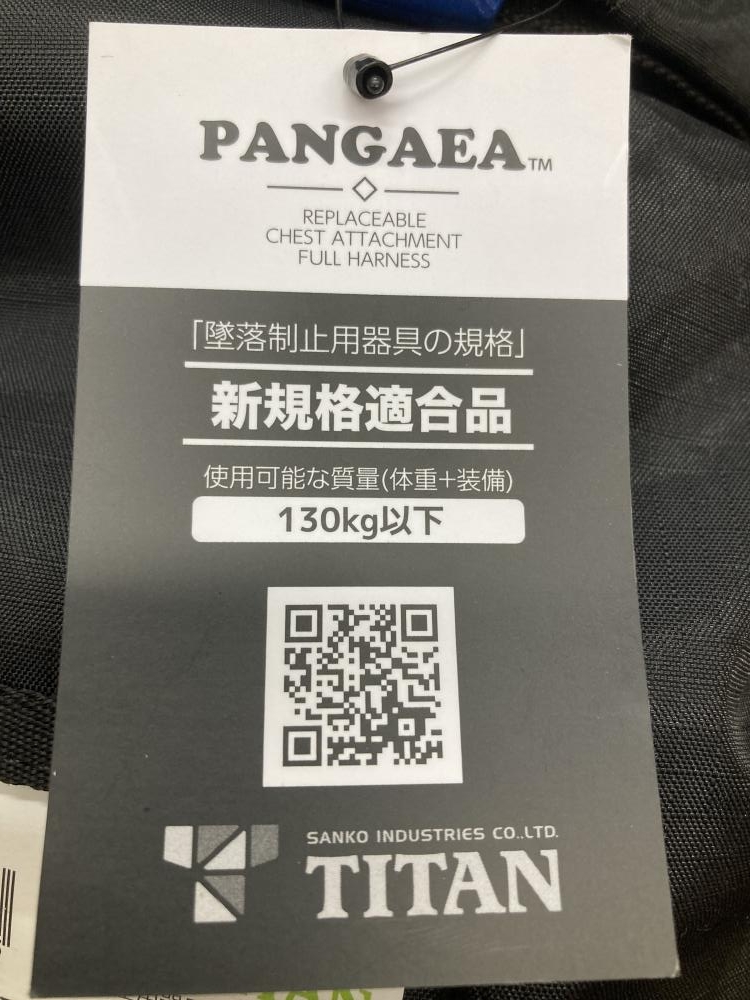 PANGAEA™
REPLACEABLE
CHEST ATTACHMENT
FULL HARNESS
「墜落制止用器具の規格」
新規格適合品
使用可能な質量(体重+装備)
130kg以下
SANKO INDUSTRIES CO.,LTD.
TITAN